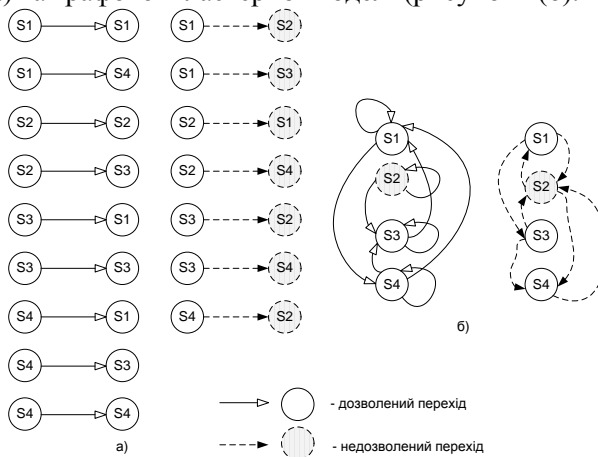 S1 S1 S1 S2
S1 S4 S1 S3
S2 S2 S2 S1
S2 S3 S2 S4
S3 S1 S3 S2
S3 S3 S3 S4
S4 S1 S4 S2
S4 S3
S4 S4
а)
S1
S2
S3
S4
S1
S2
S3
S4
б)
- дозволений перехід
- недозволений перехід